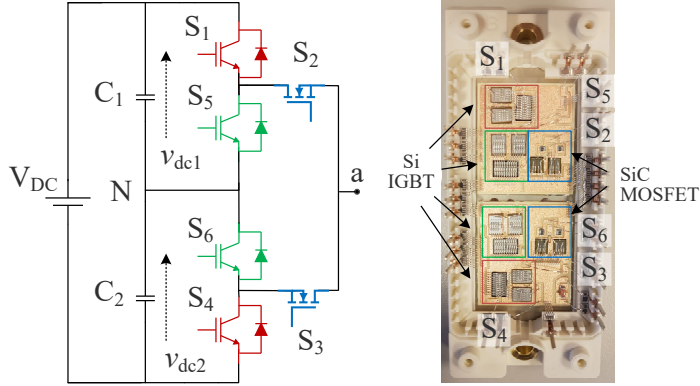 S1
S2
C1
S5
vdc1
VDC
N
a
S6
C2
S4
S3
vdc2
S1
S5
S2
Si
IGBT
SiC
MOSFET
S6
S3
S4